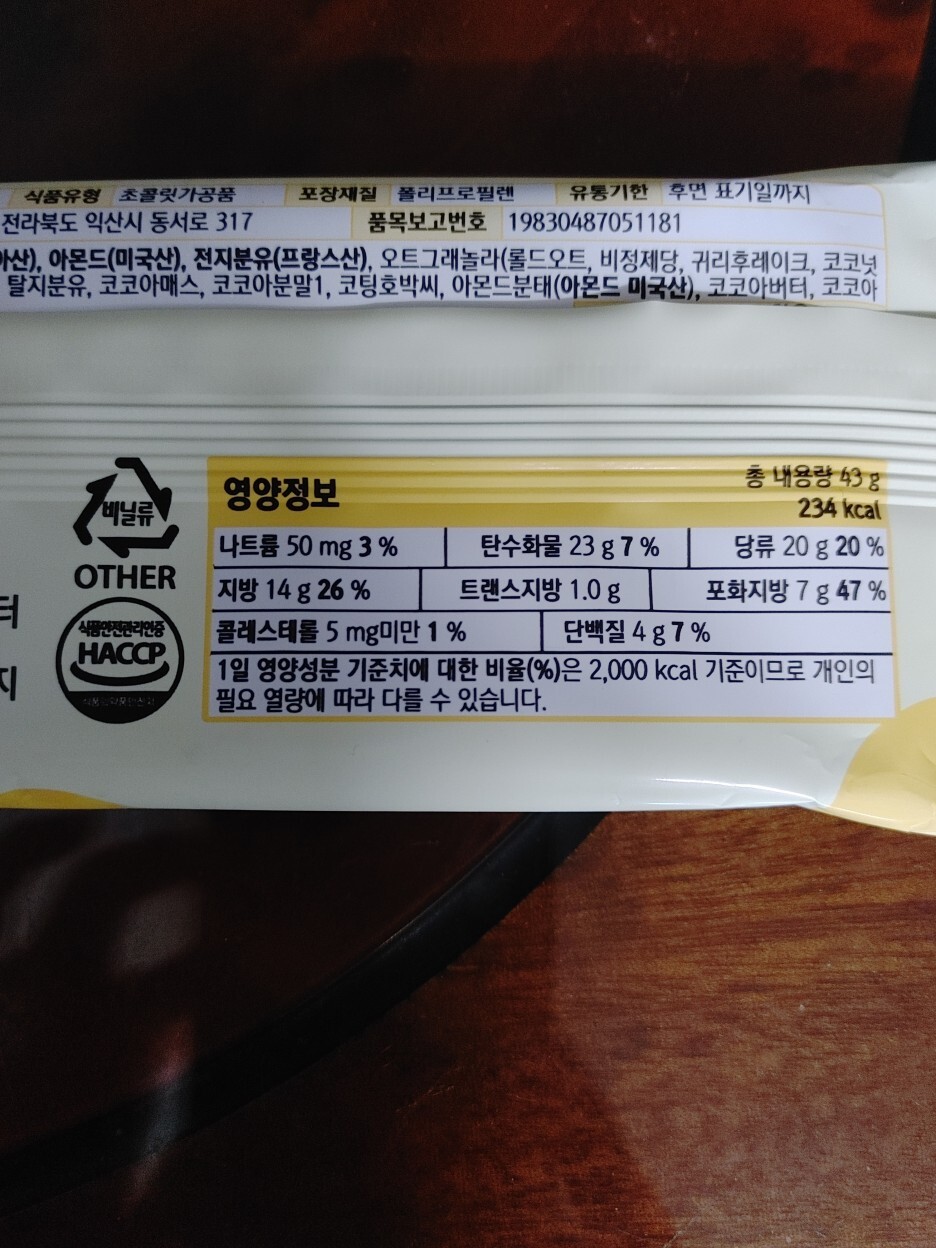 식품유형 초콜릿가공품 포장재질 폴리프로필렌 유통기한 후면 표기일까지
전라북도 익산시 동서로 317 품목보고번호 19830487051181
아산), 아몬드(미국산), 전지분유(프랑스산), 오트그래놀라(롤드오트, 비정제당, 귀리후레이크, 코코넛
탈지분유, 코코아매스, 코코아분말1, 코팅호박씨, 아몬드분태(아몬드 미국산), 코코아버터, 코코아
비닐류
OTHER
터
지
식품안전관리인증
HACCP
영양정보
총 내용량 43 g
234 kcal
나트륨 50 mg 3 % 탄수화물 23 g 7 % 당류 20 g 20 %
지방 14 g 26 % 트랜스지방 1.0 g 포화지방 7 g 47 %
콜레스테롤 5 mg미만 1 % 단백질 4 g 7 %
1일 영양성분 기준치에 대한 비율(%)은 2,000 kcal 기준이므로 개인의
필요 열량에 따라 다를 수 있습니다.